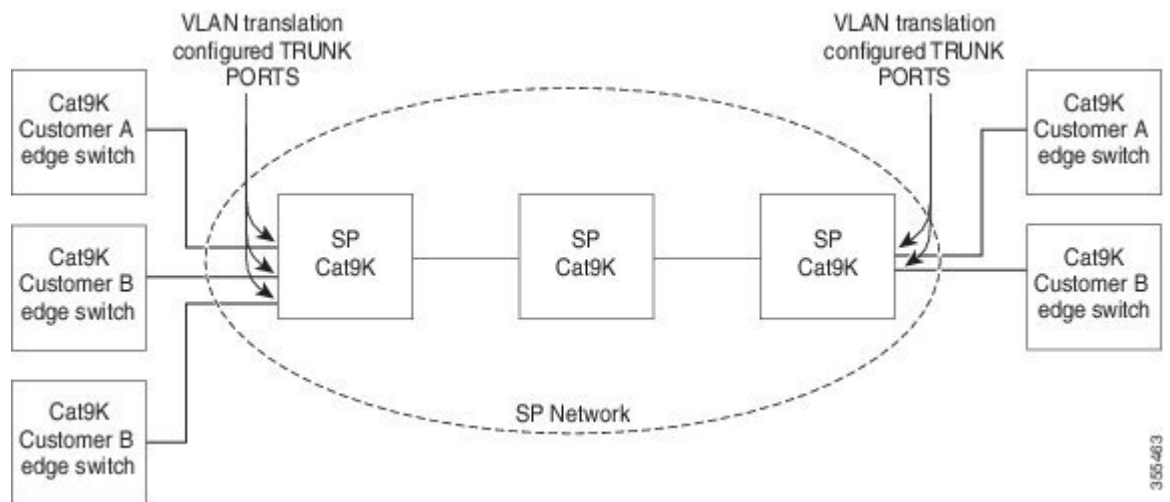 VLAN translation
configured TRUNK
PORTS
VLAN translation
configured TRUNK
PORTS
Cat9K
Customer A
edge switch
Cat9K
Customer A
edge switch
SP
Cat9K
SP
Cat9K
SP
Cat9K
Cat9K
Customer B
edge switch
Cat9K
Customer B
edge switch
Cat9K
Customer B
edge switch
SP Network
355463